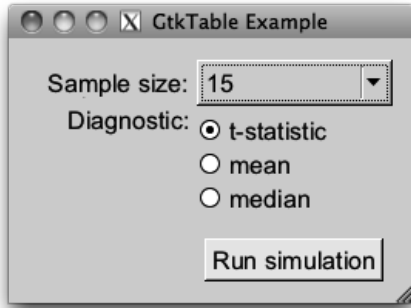 GtkTable Example
Sample size: 15
Diagnostic: t-statistic
mean
median
Run simulation